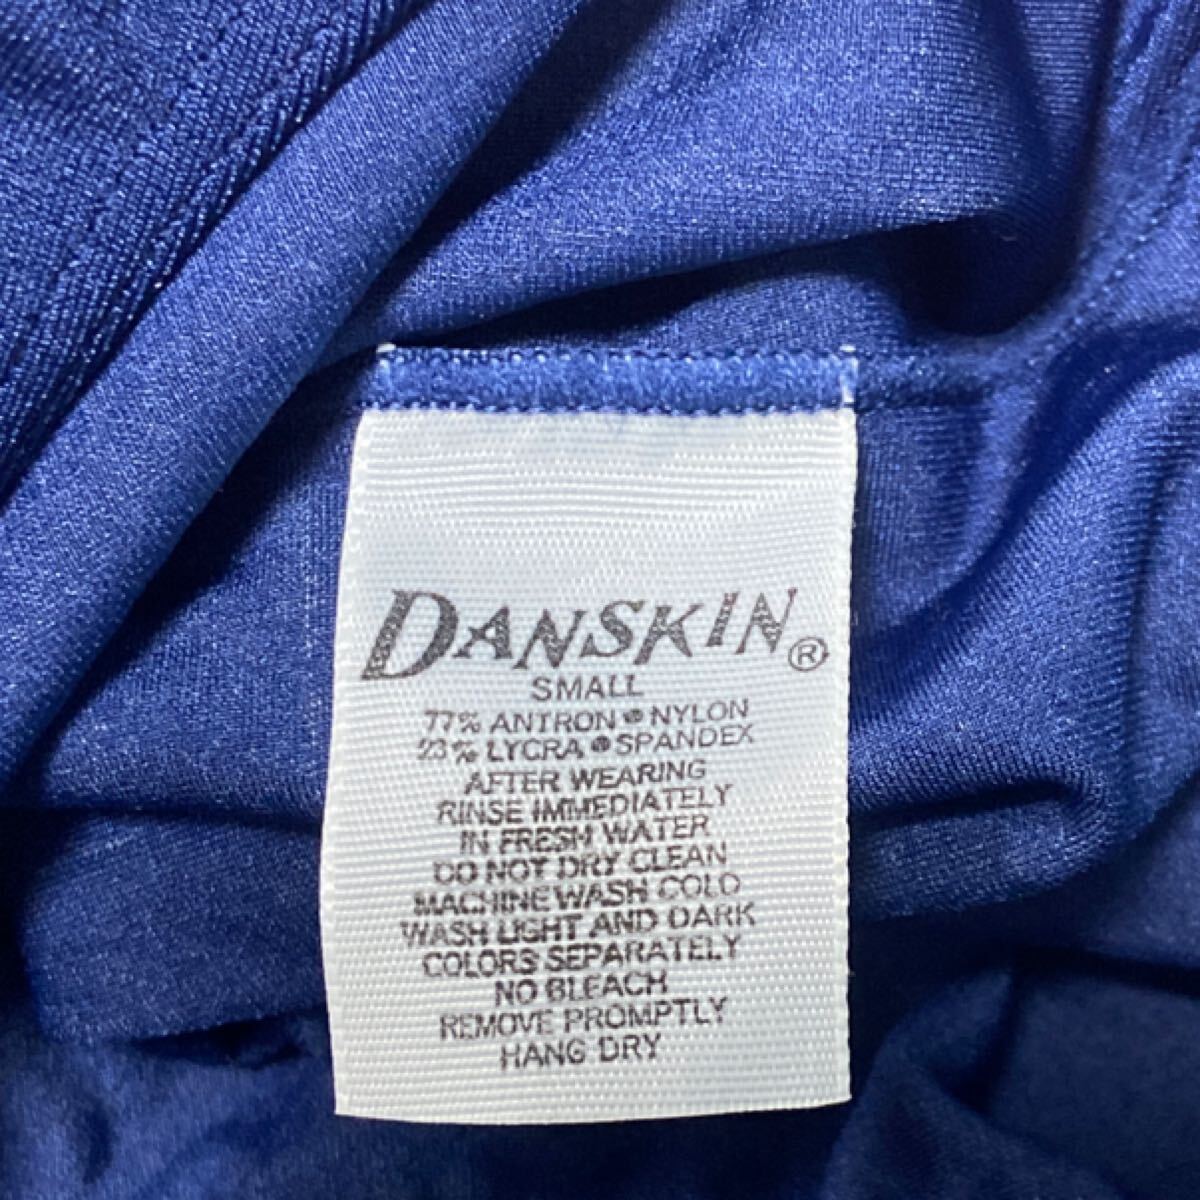 DANSKIN®
SMALL
77% ANTRON ® NYLON
23% LYCRA ® SPANDEX
AFTER WEARING
RINSE IMMEDIATELY
IN FRESH WATER
DO NOT DRY CLEAN
MACHINE WASH COLD
WASH LIGHT AND DARK
COLORS SEPARATELY
NO BLEACH
REMOVE PROMPTLY
HANG DRY